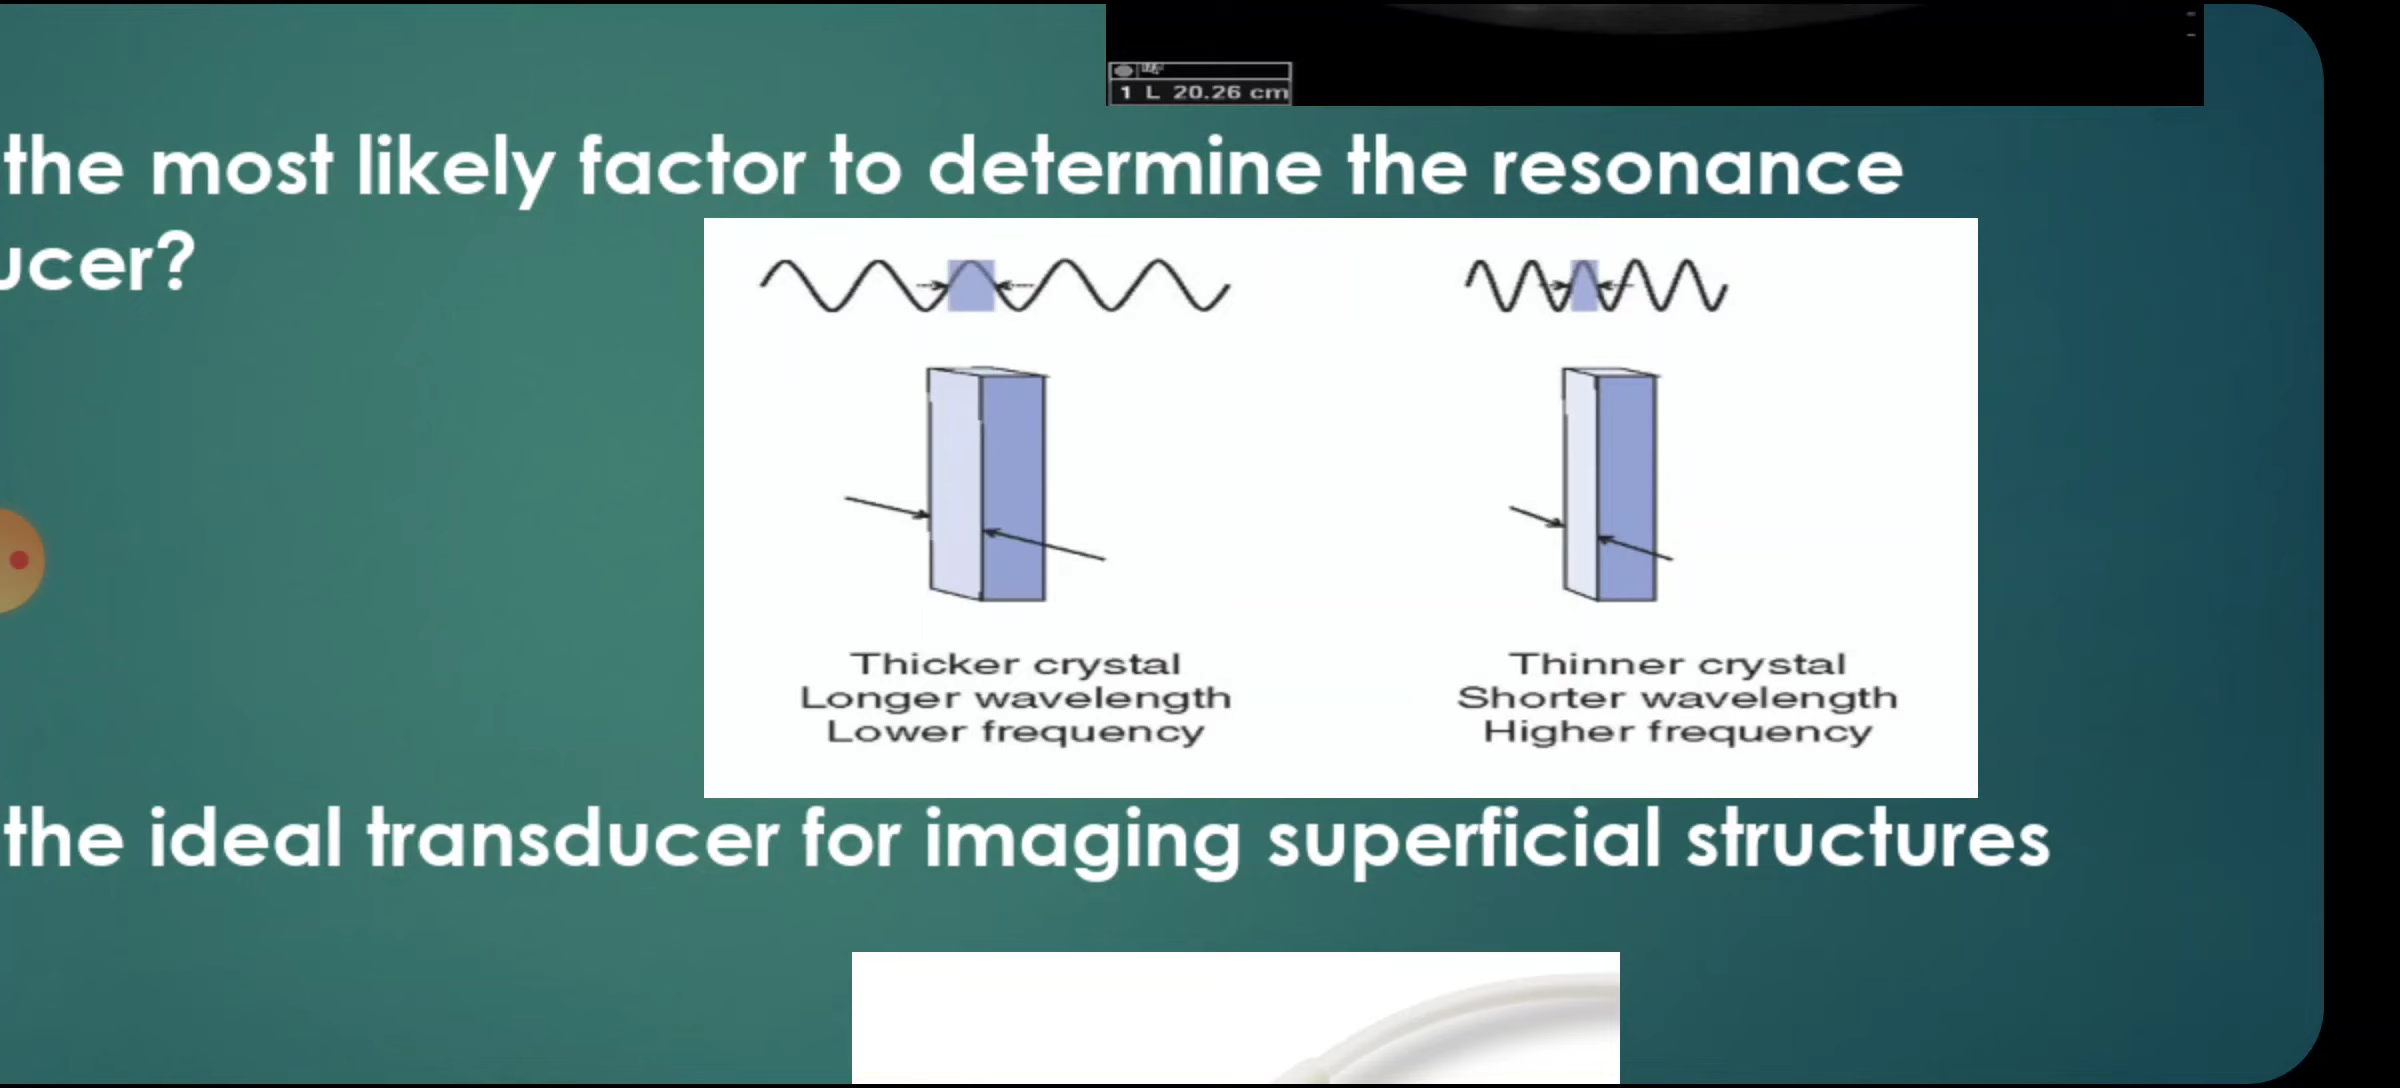 1 L 20.26 cm
the most likely factor to determine the resonance
ucer?
Thicker crystal
Longer wavelength
Lower frequency
Thinner crystal
Shorter wavelength
Higher frequency
the ideal transducer for imaging superficial structures